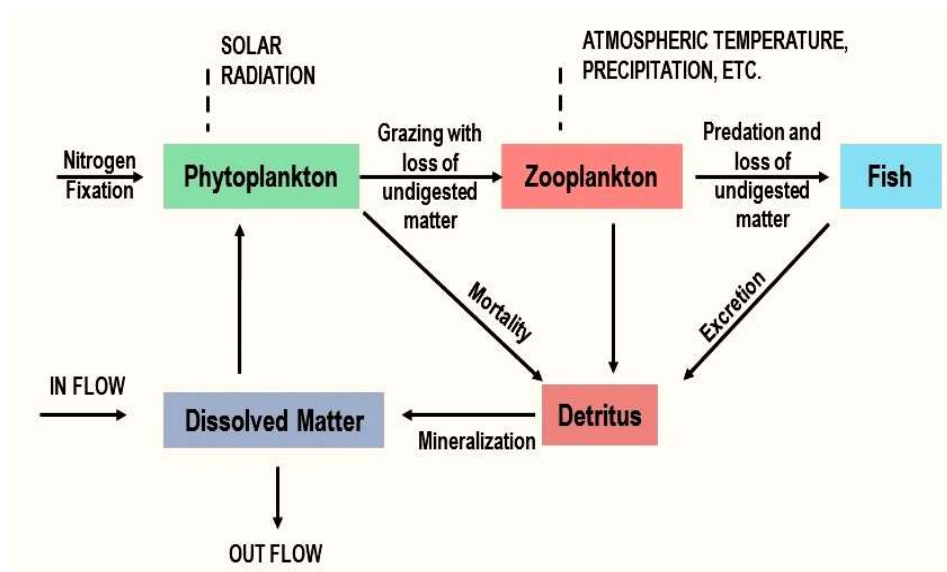 SOLAR
RADIATION
ATMOSPHERIC TEMPERATURE,
PRECIPITATION, ETC.
Nitrogen
Fixation
Phytoplankton
Grazing with
loss of
undigested
matter
Zooplankton
Predation and
loss of
undigested
matter
Fish
Mortality
Excretion
IN FLOW
Dissolved Matter
Mineralization
Detritus
OUT FLOW